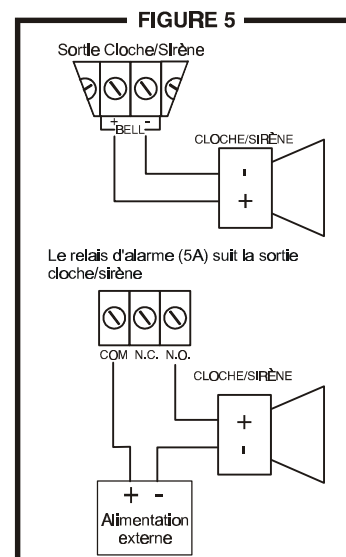 FIGURE 5
Sortie Cloche/Sirène
+ -
BELL
CLOCHE/SIRÈNE
-
+
Le relais d'alarme (5A) suit la sortie
cloche/sirène
COM N.C. N.O.
CLOCHE/SIRÈNE
+
-
+ -
Alimentation
externe